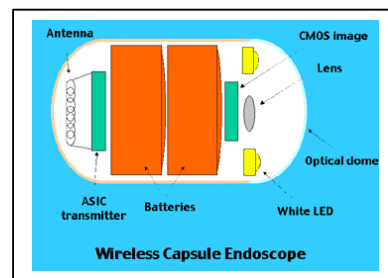 Antenna
CMOS image
Lens
Optical dome
ASIC
transmitter
Batteries
White LED
Wireless Capsule Endoscope